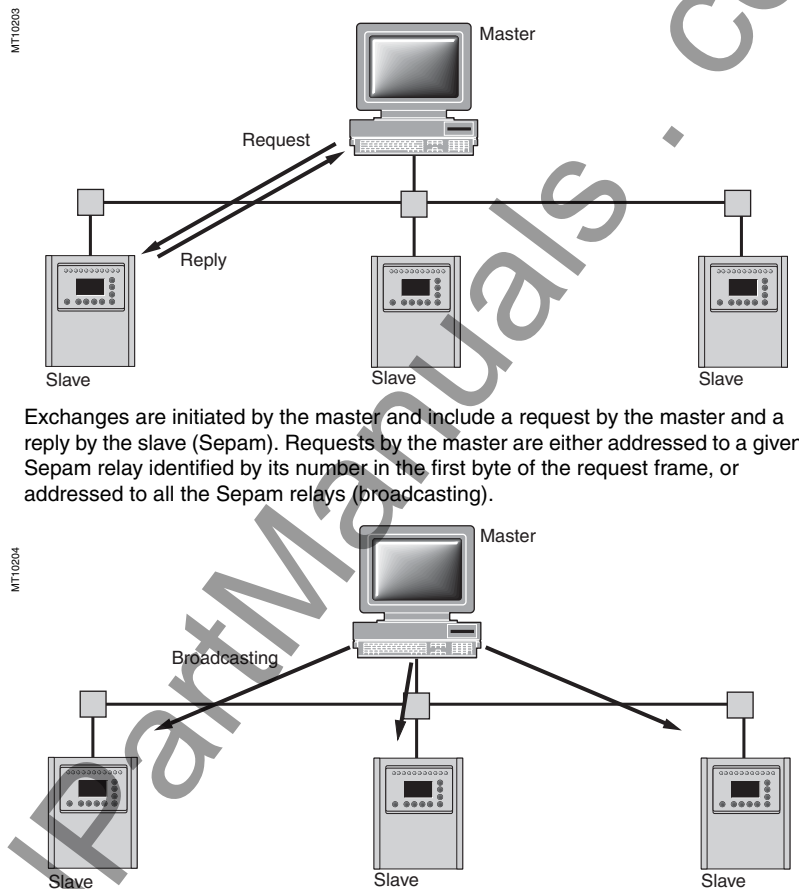 MT10203
Master
Request
Reply
Slave
Slave
Slave
Exchanges are initiated by the master and include a request by the master and a
reply by the slave (Sepam). Requests by the master are either addressed to a given
Sepam relay identified by its number in the first byte of the request frame, or
addressed to all the Sepam relays (broadcasting).
MT10204
Master
Broadcasting
Slave
Slave
Slave
PartManuals . co